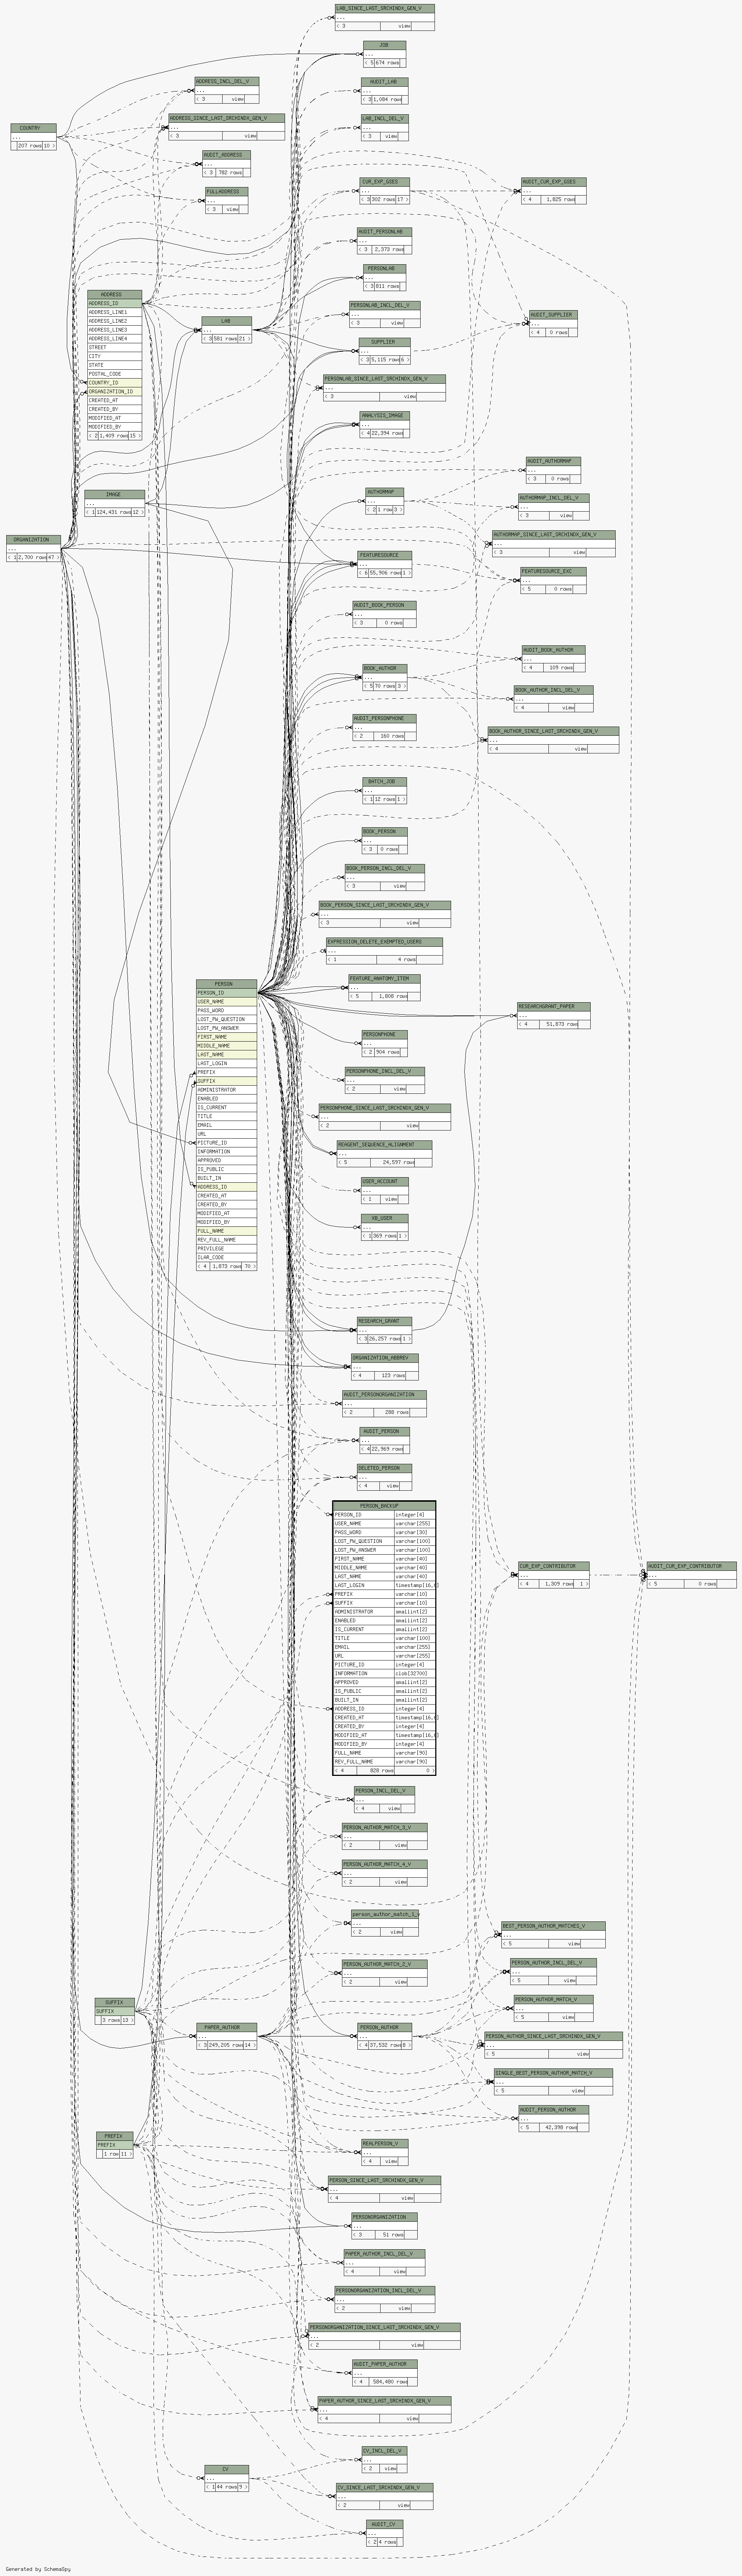 LAB_SINCE_LAST_SRCHINDX_GEN_V
...
< 3 view
JOB
...
< 5 674 rows
ADDRESS_INCL_DEL_V
...
< 3 view
AUDIT_LAB
...
< 3 1,084 rows
ADDRESS_SINCE_LAST_SRCHINDX_GEN_V
...
< 3 view
LAB_INCL_DEL_V
...
< 3 view
COUNTRY
...
207 rows 10 >
AUDIT_ADDRESS
...
< 3 782 rows
FULLADDRESS
...
< 3 view
CUR_EXP_GSES
...
< 3 302 rows 17 >
AUDIT_CUR_EXP_GSES
...
< 4 1,825 rows
AUDIT_PERSONLAB
...
< 3 2,373 rows
PERSONLAB
...
< 3 811 rows
ADDRESS
ADDRESS_ID
ADDRESS_LINE1
ADDRESS_LINE2
ADDRESS_LINE3
ADDRESS_LINE4
STREET
CITY
STATE
POSTAL_CODE
COUNTRY_ID
ORGANIZATION_ID
CREATED_AT
CREATED_BY
MODIFIED_AT
MODIFIED_BY
< 2 1,409 rows 15 >
LAB
...
< 3 581 rows 21 >
PERSONLAB_INCL_DEL_V
...
< 3 view
AUDIT_SUPPLIER
...
< 4 0 rows
SUPPLIER
...
< 3 5,115 rows 6 >
PERSONLAB_SINCE_LAST_SRCHINDX_GEN_V
...
< 3 view
ANALYSIS_IMAGE
...
< 4 22,394 rows
AUDIT_AUTHORMAP
...
< 3 0 rows
IMAGE
...
< 1 124,431 rows 12 >
AUTHORMAP
...
< 2 1 row 3 >
AUTHORMAP_INCL_DEL_V
...
< 3 view
ORGANIZATION
...
< 1 2,700 rows 47 >
AUTHORMAP_SINCE_LAST_SRCHINDX_GEN_V
...
< 3 view
FEATURESOURCE
...
< 6 55,906 rows 1 >
FEATURESOURCE_EXC
...
< 5 0 rows
AUDIT_BOOK_PERSON
...
< 3 0 rows
AUDIT_BOOK_AUTHOR
...
< 4 109 rows
BOOK_AUTHOR
...
< 5 70 rows 3 >
BOOK_AUTHOR_INCL_DEL_V
...
< 4 view
AUDIT_PERSONPHONE
...
< 2 160 rows
BOOK_AUTHOR_SINCE_LAST_SRCHINDX_GEN_V
...
< 4 view
BATCH_JOB
...
< 1 12 rows 1 >
BOOK_PERSON
...
< 3 0 rows
BOOK_PERSON_INCL_DEL_V
...
< 3 view
BOOK_PERSON_SINCE_LAST_SRCHINDX_GEN_V
...
< 3 view
EXPRESSION_DELETE_EXEMPTED_USERS
...
< 1 4 rows
PERSON
PERSON_ID
USER_NAME
PASS_WORD
LOST_PW_QUESTION
LOST_PW_ANSWER
FIRST_NAME
MIDDLE_NAME
LAST_NAME
LAST_LOGIN
PREFIX
SUFFIX
ADMINISTRATOR
ENABLED
IS_CURRENT
TITLE
EMAIL
URL
PICTURE_ID
INFORMATION
APPROVED
IS_PUBLIC
BUILT_IN
ADDRESS_ID
CREATED_AT
CREATED_BY
MODIFIED_AT
MODIFIED_BY
FULL_NAME
REV_FULL_NAME
PRIVILEGE
ILAR_CODE
< 4 1,873 rows 70 >
FEATURE_ANATOMY_ITEM
...
< 5 1,808 rows
RESEARCHGRANT_PAPER
...
< 4 51,873 rows
PERSONPHONE
...
< 2 904 rows
PERSONPHONE_INCL_DEL_V
...
< 2 view
PERSONPHONE_SINCE_LAST_SRCHINDX_GEN_V
...
< 2 view
REAGENT_SEQUENCE_ALIGNMENT
...
< 5 24,597 rows
USER_ACCOUNT
...
< 1 view
XB_USER
...
< 1 369 rows 1 >
RESEARCH_GRANT
...
< 3 26,257 rows 1 >
ORGANIZATION_ABBREV
...
< 4 123 rows
AUDIT_PERSONORGANIZATION
...
< 2 288 rows
AUDIT_PERSON
...
< 4 22,969 rows
DELETED_PERSON
...
< 4 view
PERSON_BACKUP
PERSON_ID integer[4]
USER_NAME varchar[255]
PASS_WORD varchar[30]
LOST_PW_QUESTION varchar[100]
LOST_PW_ANSWER varchar[100]
FIRST_NAME varchar[40]
MIDDLE_NAME varchar[40]
LAST_NAME varchar[40]
LAST_LOGIN timestamp[16,6]
PREFIX varchar[10]
SUFFIX varchar[10]
ADMINISTRATOR smallint[2]
ENABLED smallint[2]
IS_CURRENT smallint[2]
TITLE varchar[100]
EMAIL varchar[255]
URL varchar[255]
PICTURE_ID integer[4]
INFORMATION clob[32700]
APPROVED smallint[2]
IS_PUBLIC smallint[2]
BUILT_IN smallint[2]
ADDRESS_ID integer[4]
CREATED_AT timestamp[16,6]
CREATED_BY integer[4]
MODIFIED_AT timestamp[16,6]
MODIFIED_BY integer[4]
FULL_NAME varchar[90]
REV_FULL_NAME varchar[90]
< 4 828 rows 0 >
CUR_EXP_CONTRIBUTOR
...
< 4 1,309 rows 1 >
AUDIT_CUR_EXP_CONTRIBUTOR
...
< 5 0 rows
PERSON_INCL_DEL_V
...
< 4 view
PERSON_AUTHOR_MATCH_3_V
...
< 2 view
PERSON_AUTHOR_MATCH_4_V
...
< 2 view
person_author_match_1_v
...
< 2 view
BEST_PERSON_AUTHOR_MATCHES_V
...
< 5 view
PERSON_AUTHOR_MATCH_2_V
...
< 2 view
PERSON_AUTHOR_INCL_DEL_V
...
< 5 view
SUFFIX
SUFFIX
3 rows 13 >
PERSON_AUTHOR_MATCH_V
...
< 5 view
PAPER_AUTHOR
...
< 3 249,205 rows 14 >
PERSON_AUTHOR
...
< 4 37,532 rows 8 >
PERSON_AUTHOR_SINCE_LAST_SRCHINDX_GEN_V
...
< 5 view
SINGLE_BEST_PERSON_AUTHOR_MATCH_V
...
< 5 view
AUDIT_PERSON_AUTHOR
...
< 5 42,398 rows
PREFIX
PREFIX
1 row 11 >
REALPERSON_V
...
< 4 view
PERSON_SINCE_LAST_SRCHINDX_GEN_V
...
< 4 view
PERSONORGANIZATION
...
< 3 51 rows
PAPER_AUTHOR_INCL_DEL_V
...
< 4 view
PERSONORGANIZATION_INCL_DEL_V
...
< 2 view
PERSONORGANIZATION_SINCE_LAST_SRCHINDX_GEN_V
...
< 2 view
AUDIT_PAPER_AUTHOR
...
< 4 584,480 rows
PAPER_AUTHOR_SINCE_LAST_SRCHINDX_GEN_V
...
< 4 view
CV_INCL_DEL_V
...
< 2 view
CV
...
< 1 44 rows 9 >
CV_SINCE_LAST_SRCHINDX_GEN_V
...
< 2 view
AUDIT_CV
...
< 2 4 rows
Generated by SchemaSpy